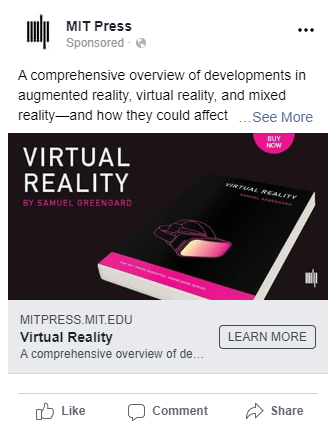 MIT Press
Sponsored ·
A comprehensive overview of developments in
augmented reality, virtual reality, and mixed
reality—and how they could affect ...See More
BUY
NOW
VIRTUAL
REALITY
BY SAMUEL GREENGARD
VIRTUAL REALITY
SAMUEL GREENGARD
THE MIT PRESS ESSENTIAL KNOWLEDGE SERIES
MITPRESS.MIT.EDU
Virtual Reality
A comprehensive overview of de...
LEARN MORE
Like
Comment
Share